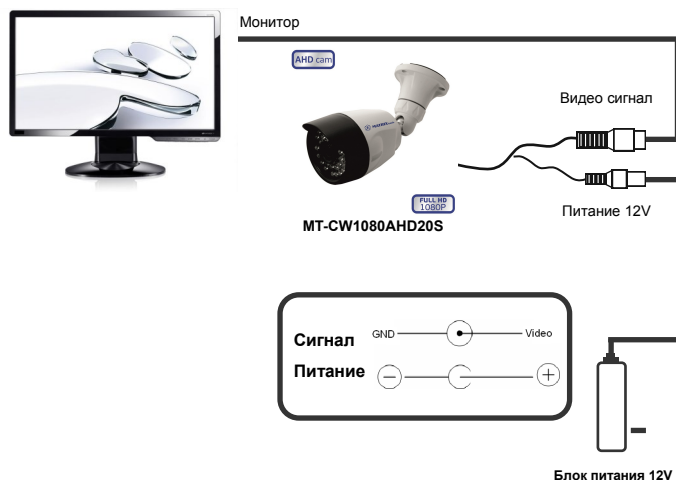 Монитор
AHD cam
Видео сигнал
FULL HD
1080P
Питание 12V
MT-CW1080AHD20S
Сигнал GND Video
Питание − +
Блок питания 12V